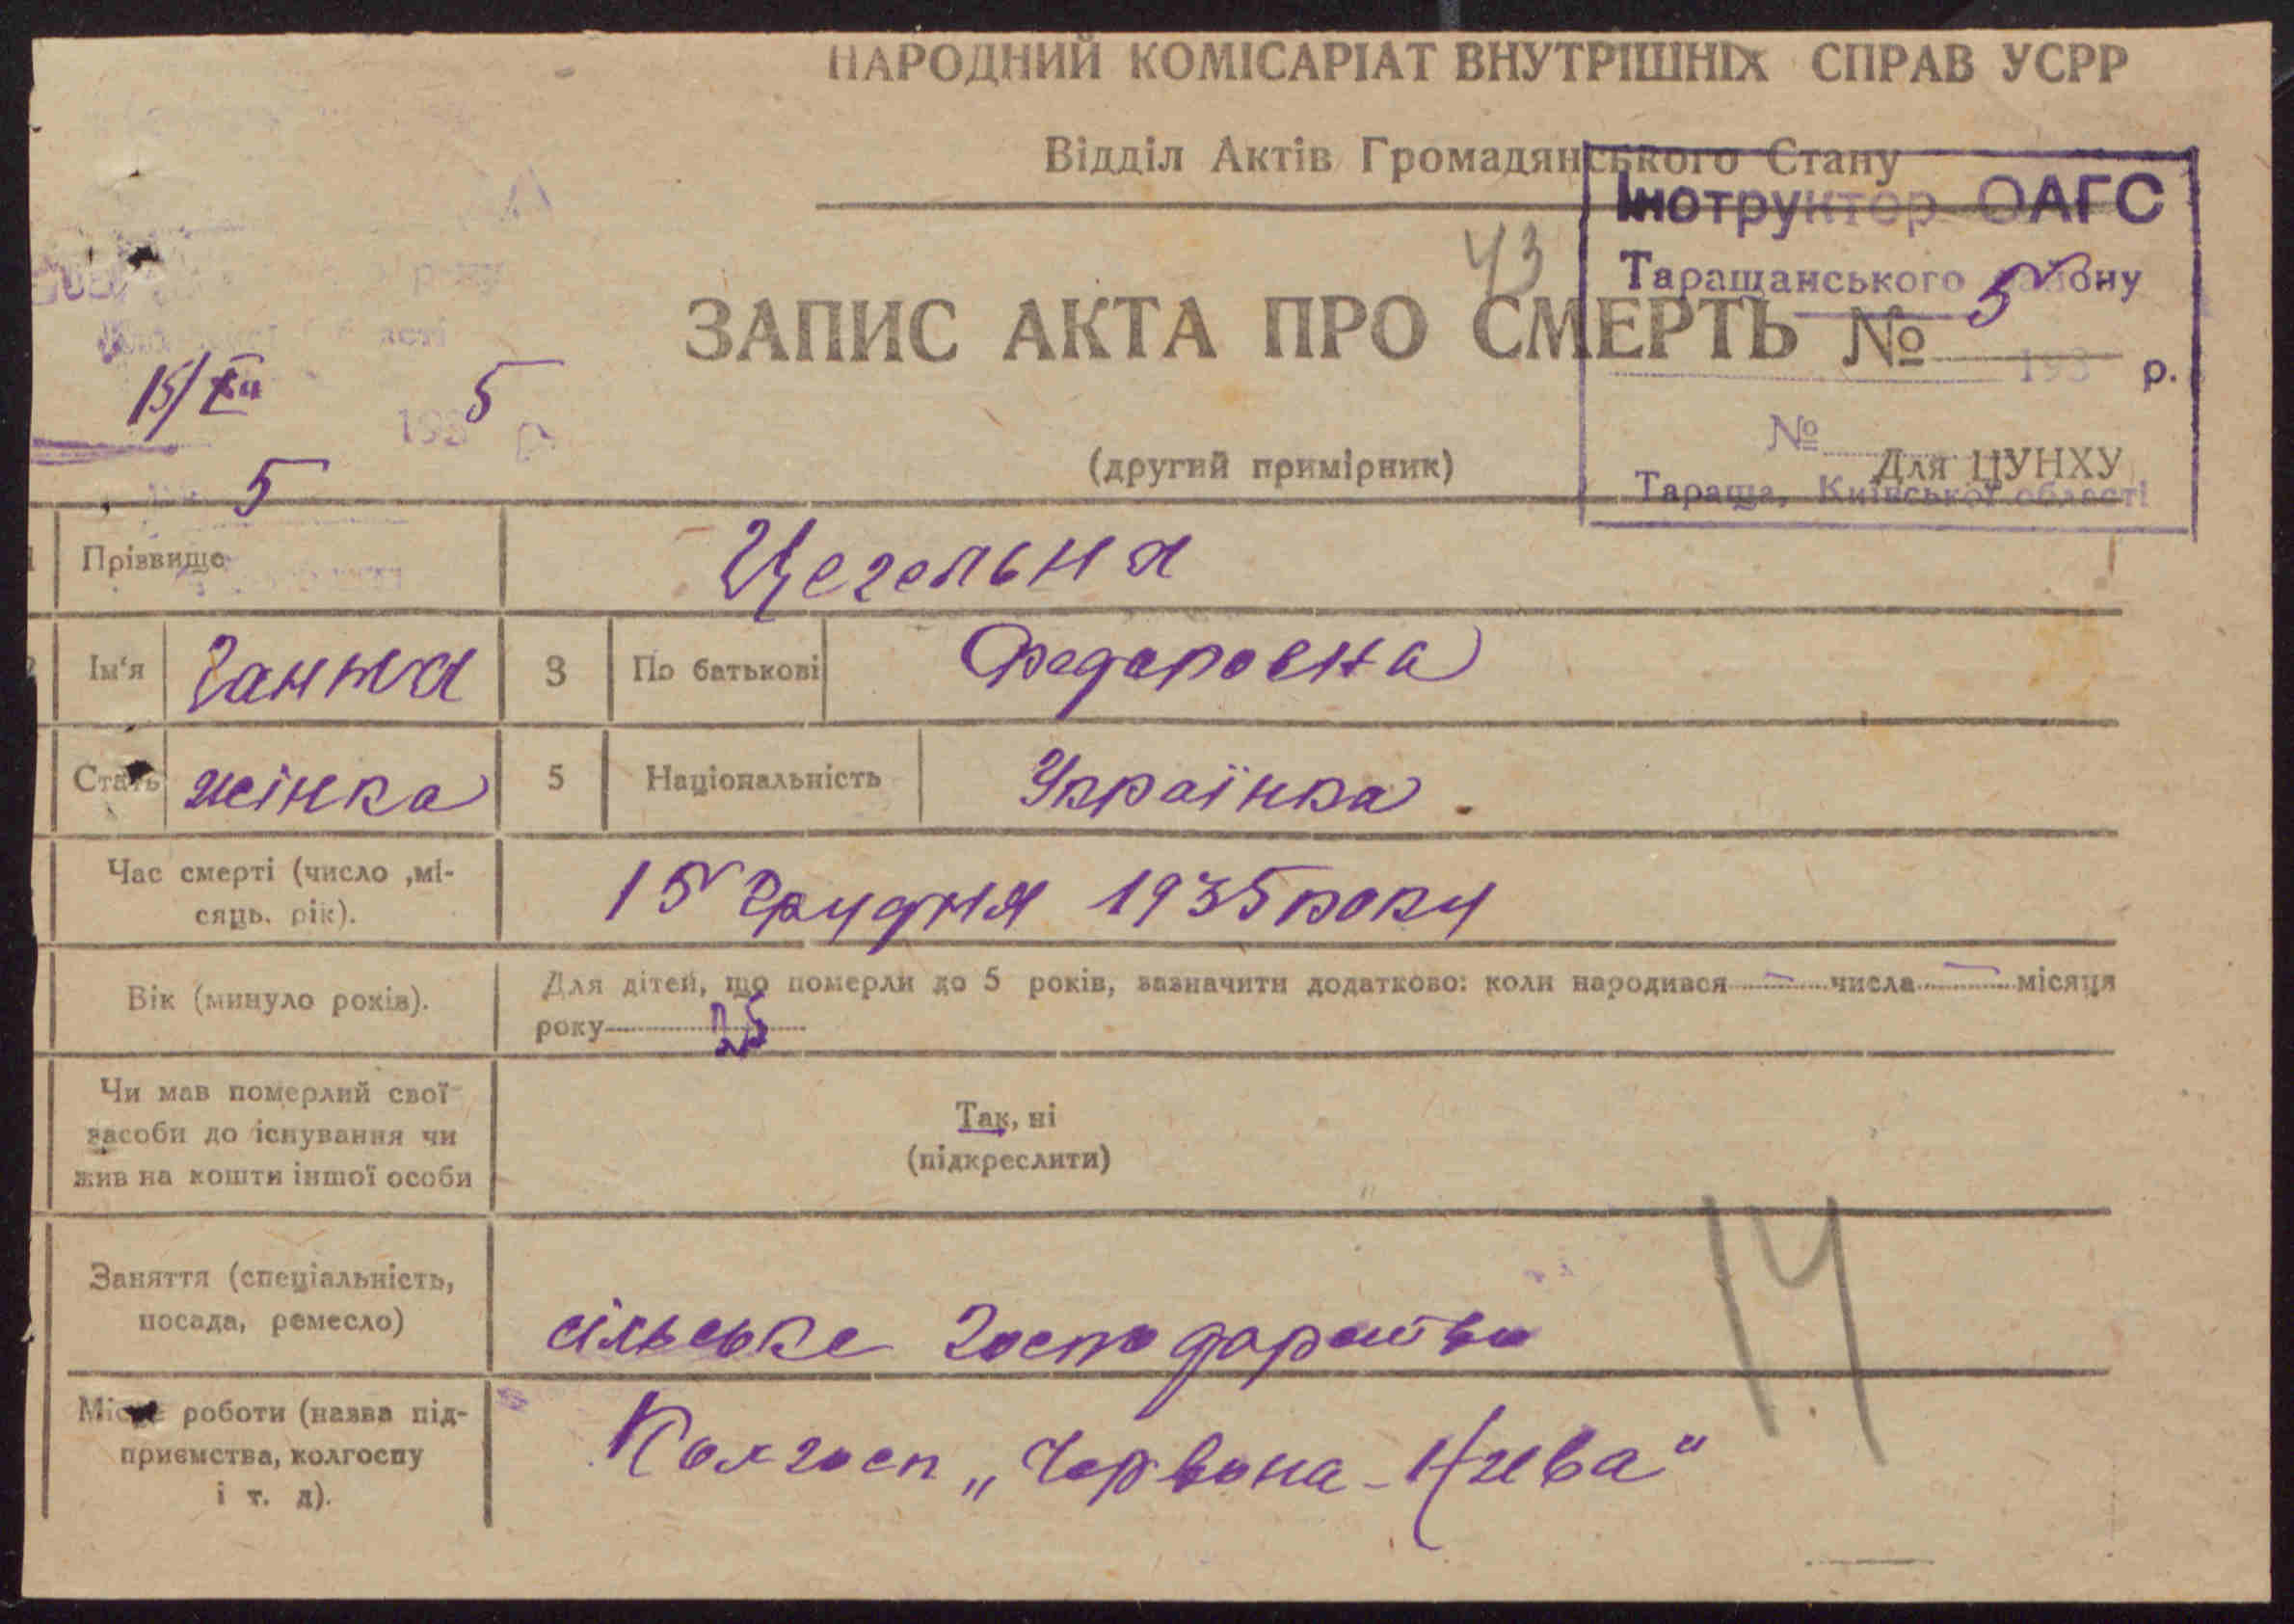 НАРОДНИЙ КОМІСАРІАТ ВНУТРІШНІХ СПРАВ УСРР
Відділ Актів Громадянського Стану
Інструктор ОАГС
43
Таращанського району
5
ЗАПИС АКТА ПРО СМЕРТЬ №
193 р.
15/XII 1935 р.
№
(другий примірник)
Для ЦУНХУ
5
Тараща, Київської області
Прізвище Цегельна
Ім'я Ганна 3 По батькові Федоровна
Стать жінка 5 Національність Українка.
Час смерті (число ,мі-
сяць, рік).
15 Грудня 1935 року
Вік (минуло років).
Для дітей, що померли до 5 років, зазначити додатково: коли народився — числа — місяця
року 25
Чи мав померлий свої
засоби до існування чи
жив на кошти іншої особи
Так, ні
(підкреслити)
Заняття (спеціальність,
посада, ремесло)
сільське господарство
14
Місце роботи (назва під-
приємства, колгоспу
і т. д).
Колгосп „Червона-Нива"